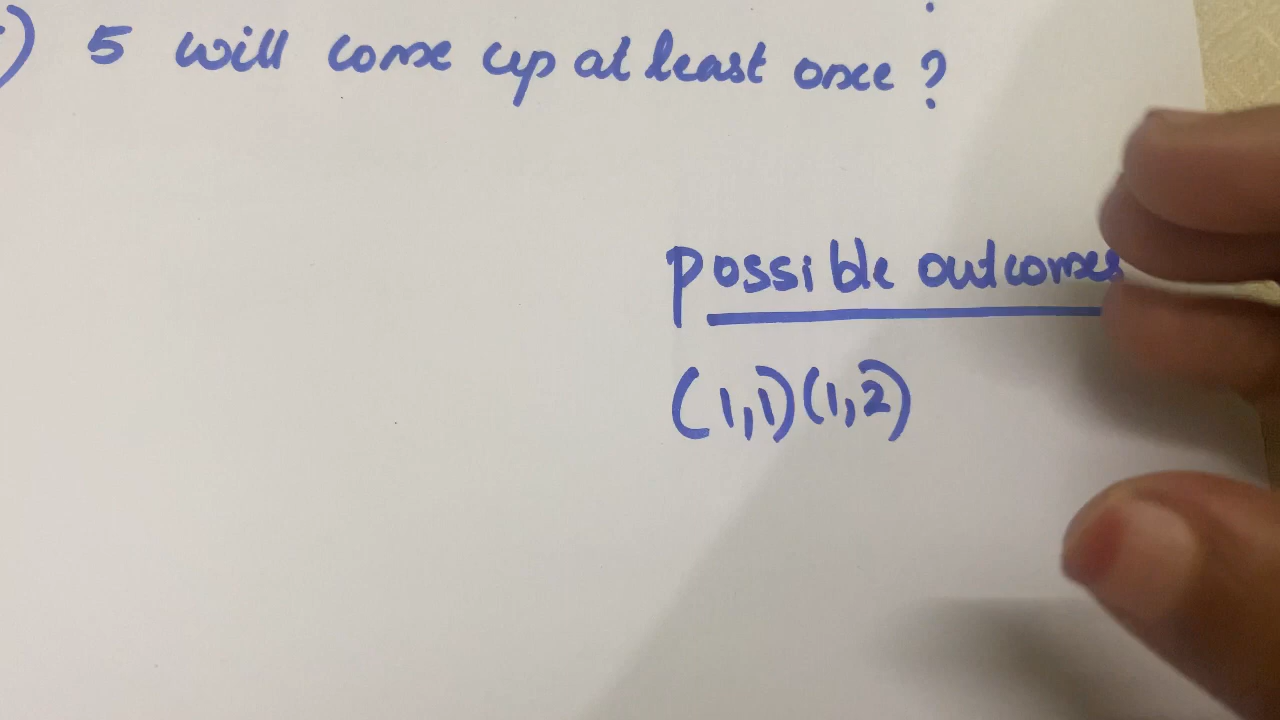 ) 5 will come up at least once ?
possible outcomes
(1,1)(1,2)